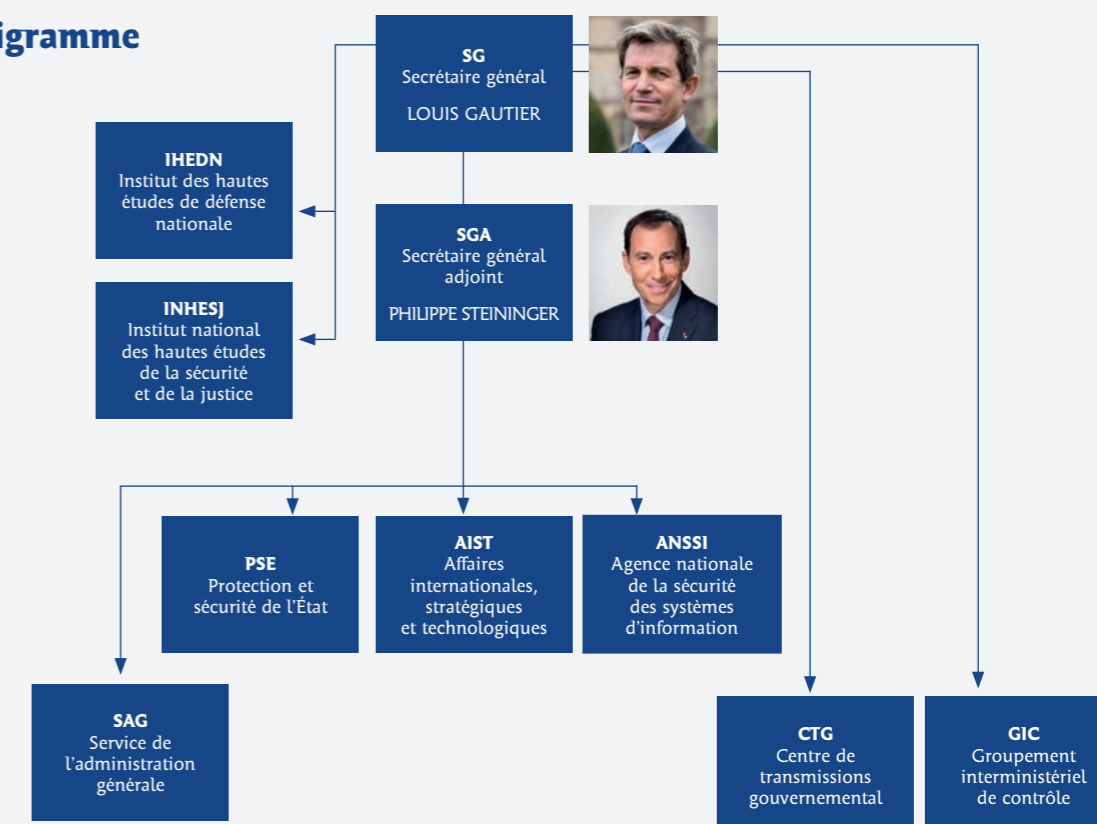 igramme
SG
Secrétaire général
LOUIS GAUTIER
IHEDN
Institut des hautes
études de défense
nationale
SGA
Secrétaire général
adjoint
PHILIPPE STEININGER
INHESJ
Institut national
des hautes études
de la sécurité
et de la justice
PSE
Protection et
sécurité de l'État
AIST
Affaires
internationales,
stratégiques
et technologiques
ANSSI
Agence nationale
de la sécurité
des systèmes
d'information
SAG
Service de
l'administration
générale
CTG
Centre de
transmissions
gouvernemental
GIC
Groupement
interministériel
de contrôle